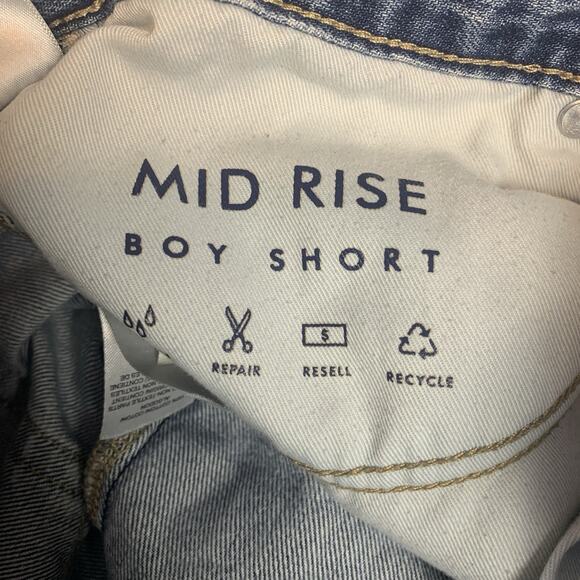 MID RISE
BOY SHORT
$
REPAIR RESELL RECYCLE